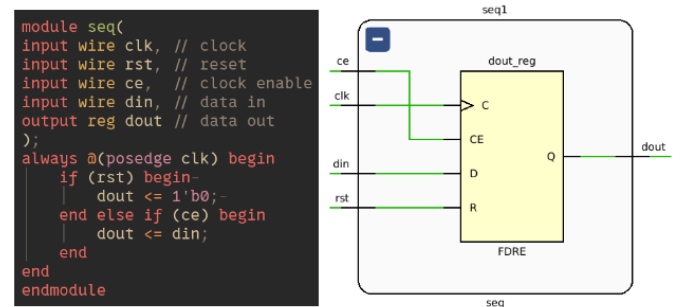 module seq(
input wire clk, // clock
input wire rst, // reset
input wire ce,   // clock enable
input wire din, // data in
output reg dout // data out
);
always @(posedge clk) begin
    if (rst) begin-
        dout <= 1'b0;-
    end else if (ce) begin
        dout <= din;
    end
end
endmodule
seq1
ce
dout_reg
clk
C
CE
dout
Q
din
D
rst
R
FDRE
seq